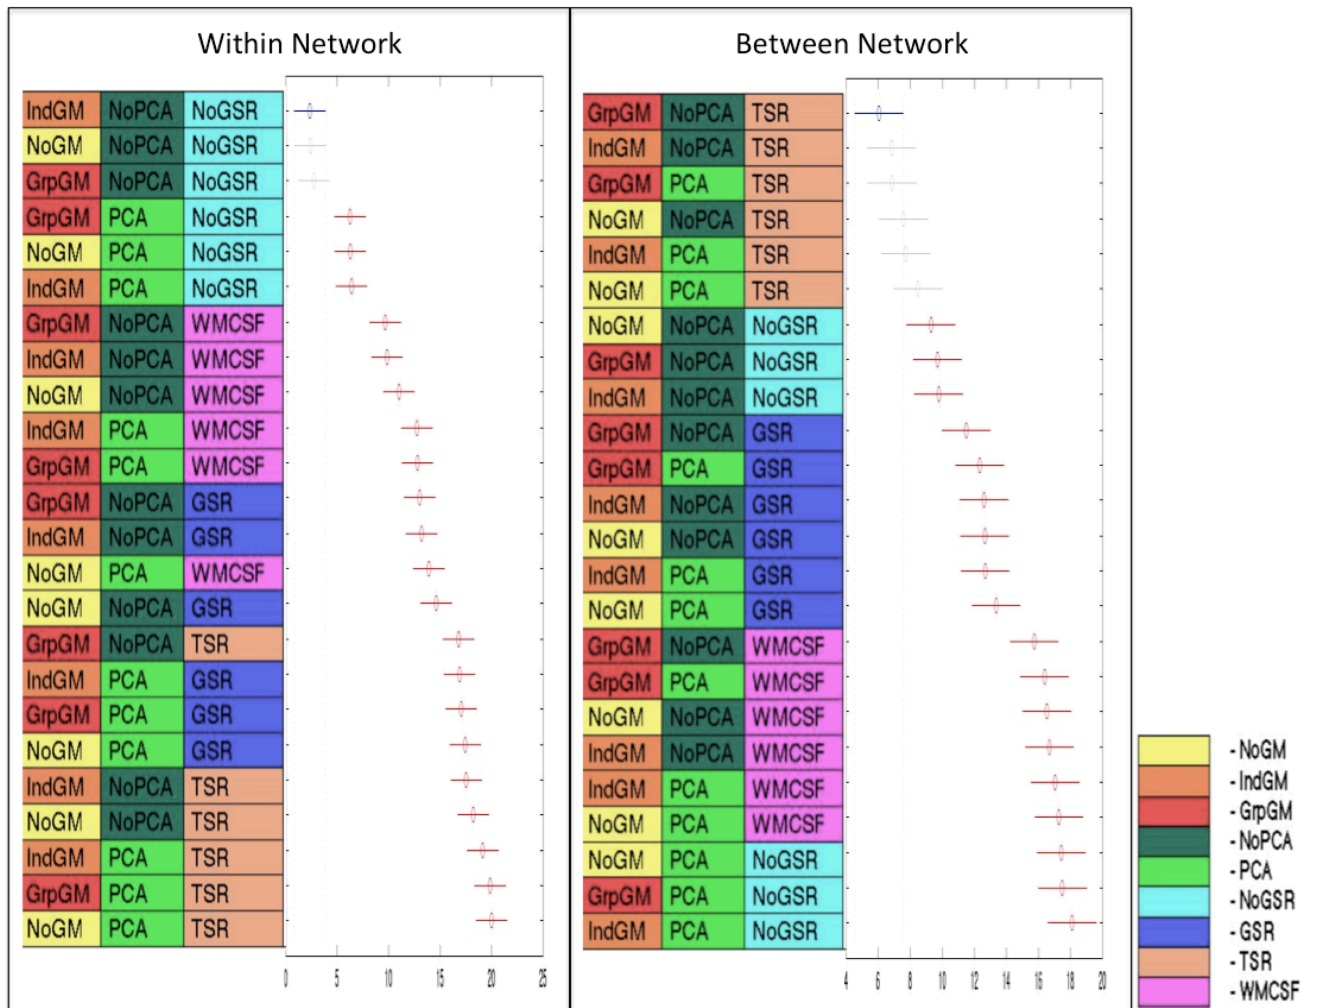 Within Network
IndGM NoPCA NoGSR
NoGM NoPCA NoGSR
GrpGM NoPCA NoGSR
GrpGM PCA NoGSR
NoGM PCA NoGSR
IndGM PCA NoGSR
GrpGM NoPCA WMCSF
IndGM NoPCA WMCSF
NoGM NoPCA WMCSF
IndGM PCA WMCSF
GrpGM PCA WMCSF
GrpGM NoPCA GSR
IndGM NoPCA GSR
NoGM PCA WMCSF
NoGM NoPCA GSR
GrpGM NoPCA TSR
IndGM PCA GSR
GrpGM PCA GSR
NoGM PCA GSR
IndGM NoPCA TSR
NoGM NoPCA TSR
IndGM PCA TSR
GrpGM PCA TSR
NoGM PCA TSR
0 5 10 15 20 25
Between Network
GrpGM NoPCA TSR
IndGM NoPCA TSR
GrpGM PCA TSR
NoGM NoPCA TSR
IndGM PCA TSR
NoGM PCA TSR
NoGM NoPCA NoGSR
GrpGM NoPCA NoGSR
IndGM NoPCA NoGSR
GrpGM NoPCA GSR
GrpGM PCA GSR
IndGM NoPCA GSR
NoGM NoPCA GSR
IndGM PCA GSR
NoGM PCA GSR
GrpGM NoPCA WMCSF
GrpGM PCA WMCSF
NoGM NoPCA WMCSF
IndGM NoPCA WMCSF
IndGM PCA WMCSF
NoGM PCA WMCSF
NoGM PCA NoGSR
GrpGM PCA NoGSR
IndGM PCA NoGSR
4 6 8 10 12 14 16 18 20
- NoGM
- IndGM
- GrpGM
- NoPCA
- PCA
- NoGSR
- GSR
- TSR
- WMCSF